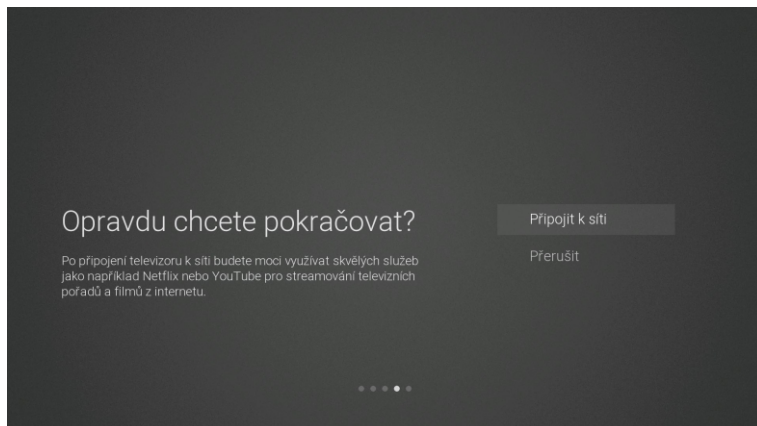 Opravdu chcete pokračovat?
Po připojení televizoru k síti budete moci využívat skvělých služeb
jako například Netflix nebo YouTube pro streamování televizních
pořadů a filmů z internetu.
Připojit k síti
Přerušit